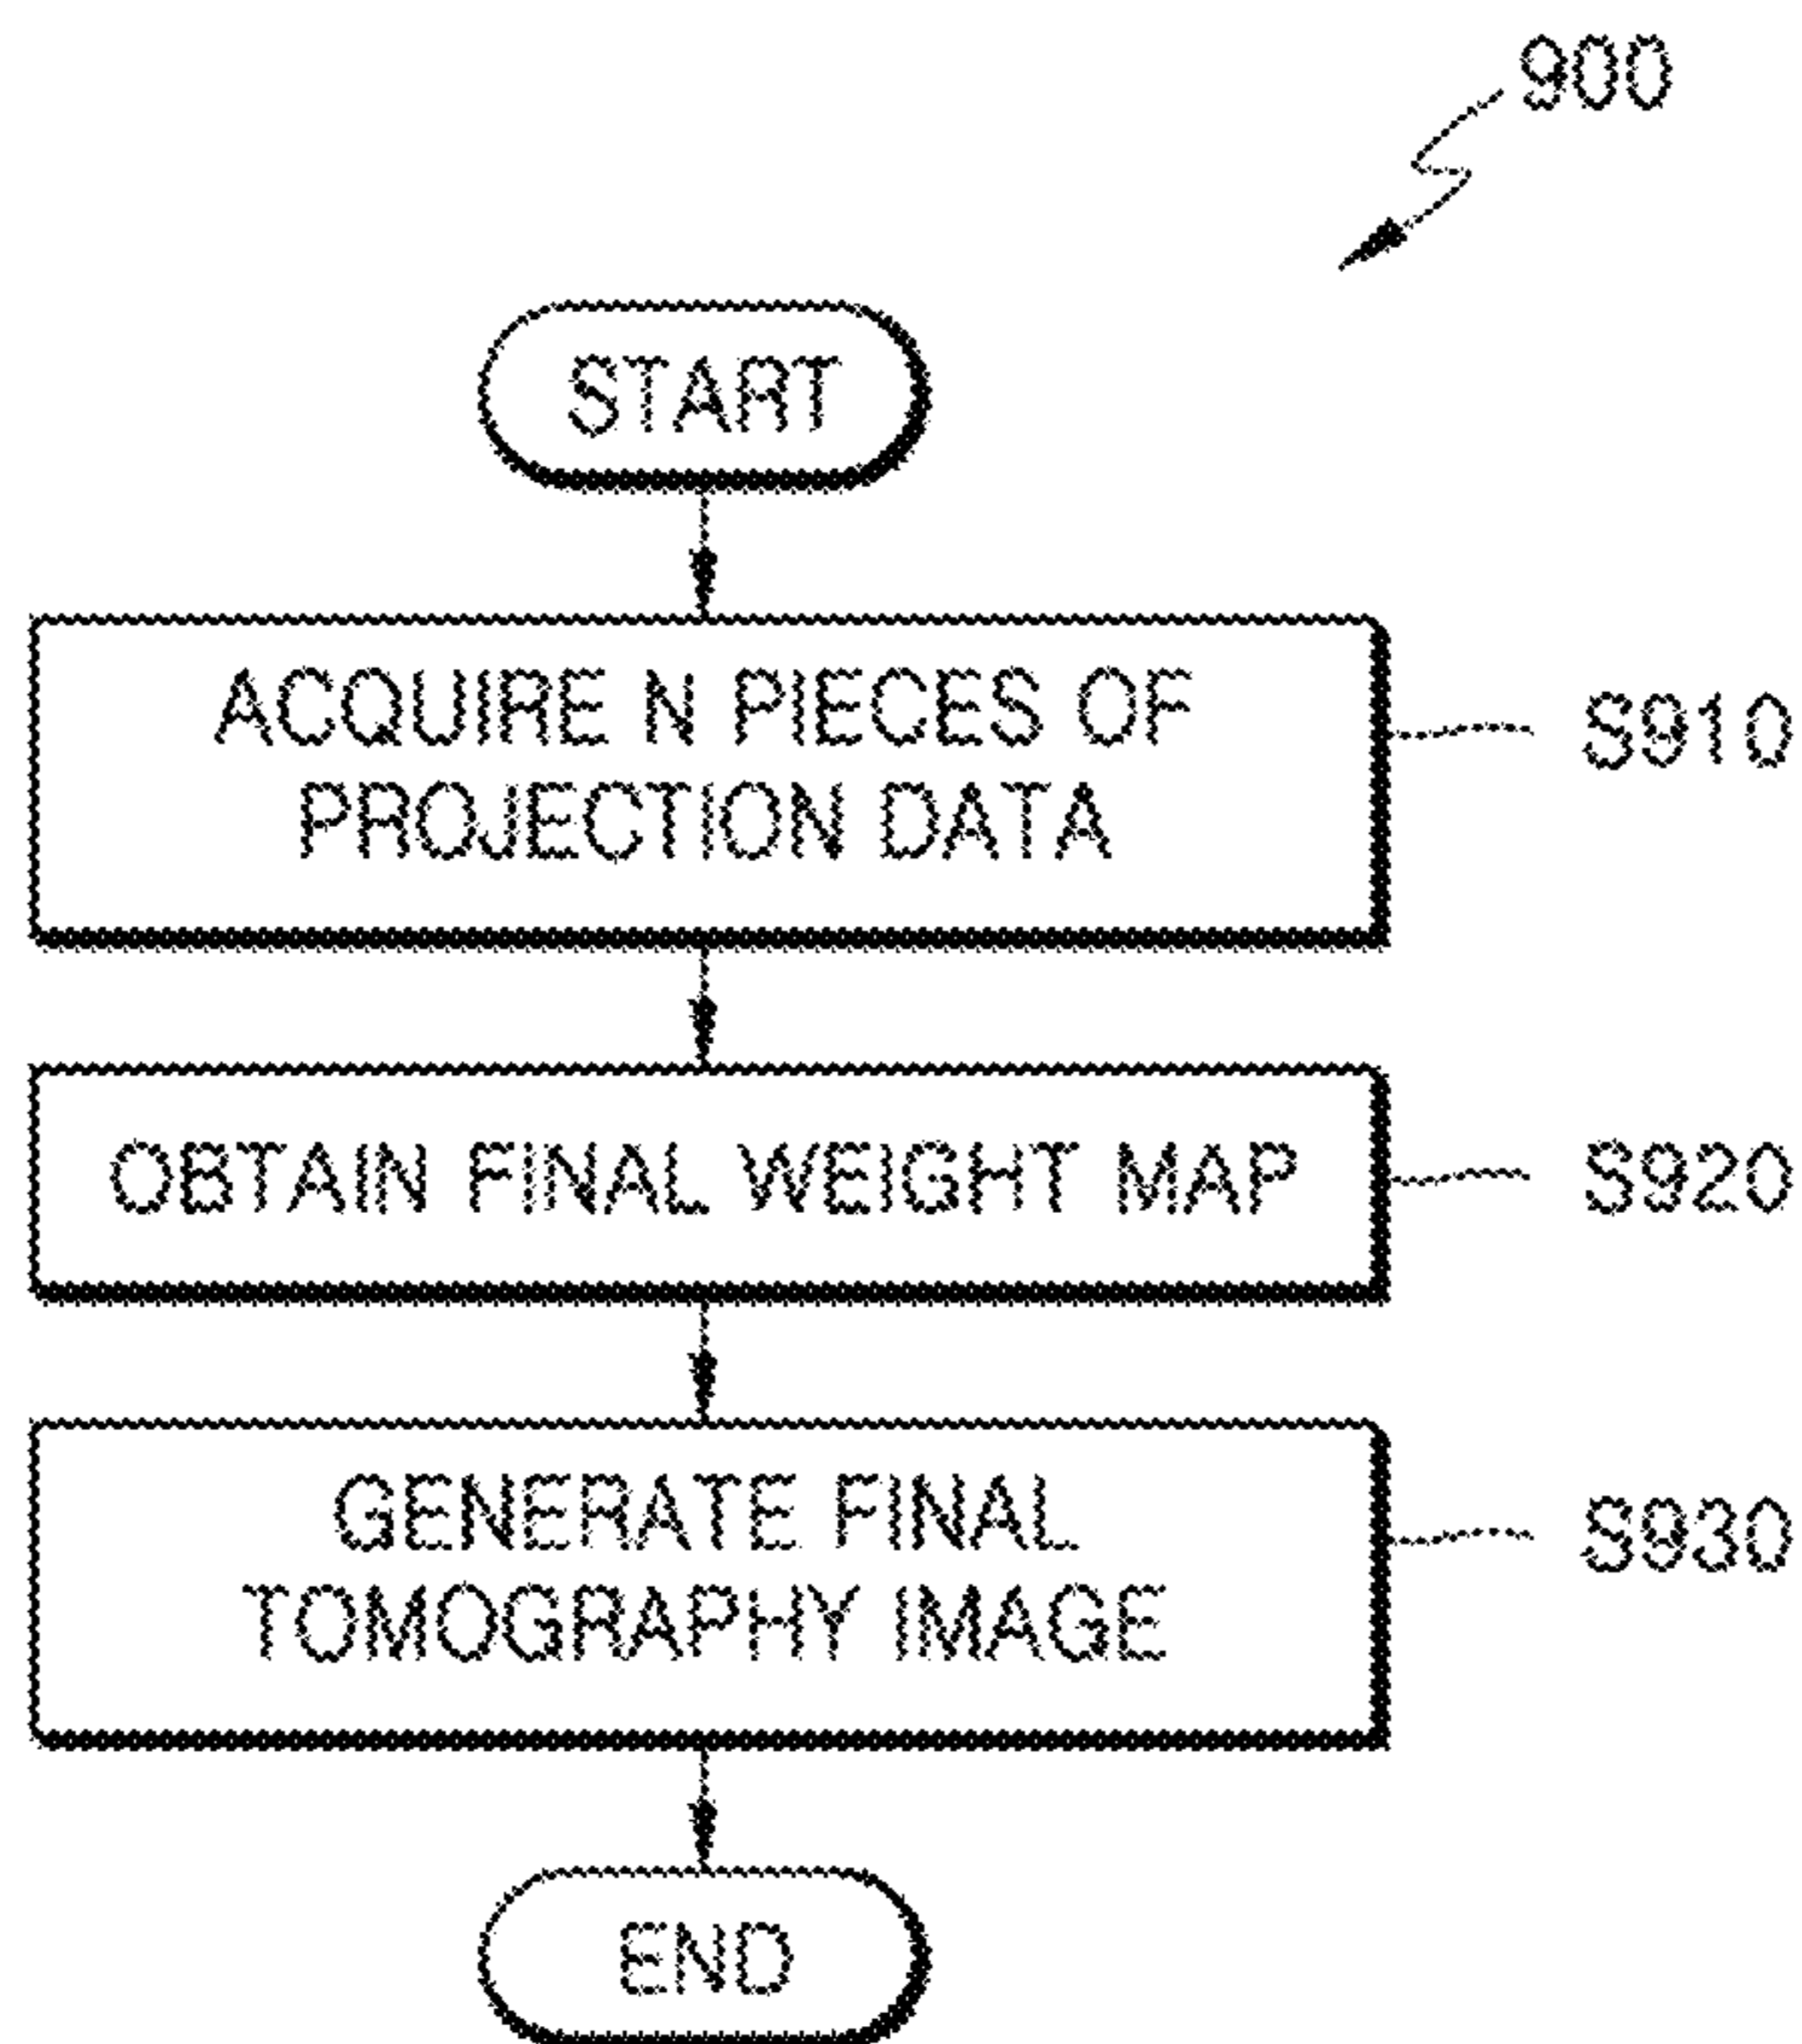 900
START
ACQUIRE N PIECES OF
PROJECTION DATA
S910
OBTAIN FINAL WEIGHT MAP
S920
GENERATE FINAL
TOMOGRAPHY IMAGE
S930
END